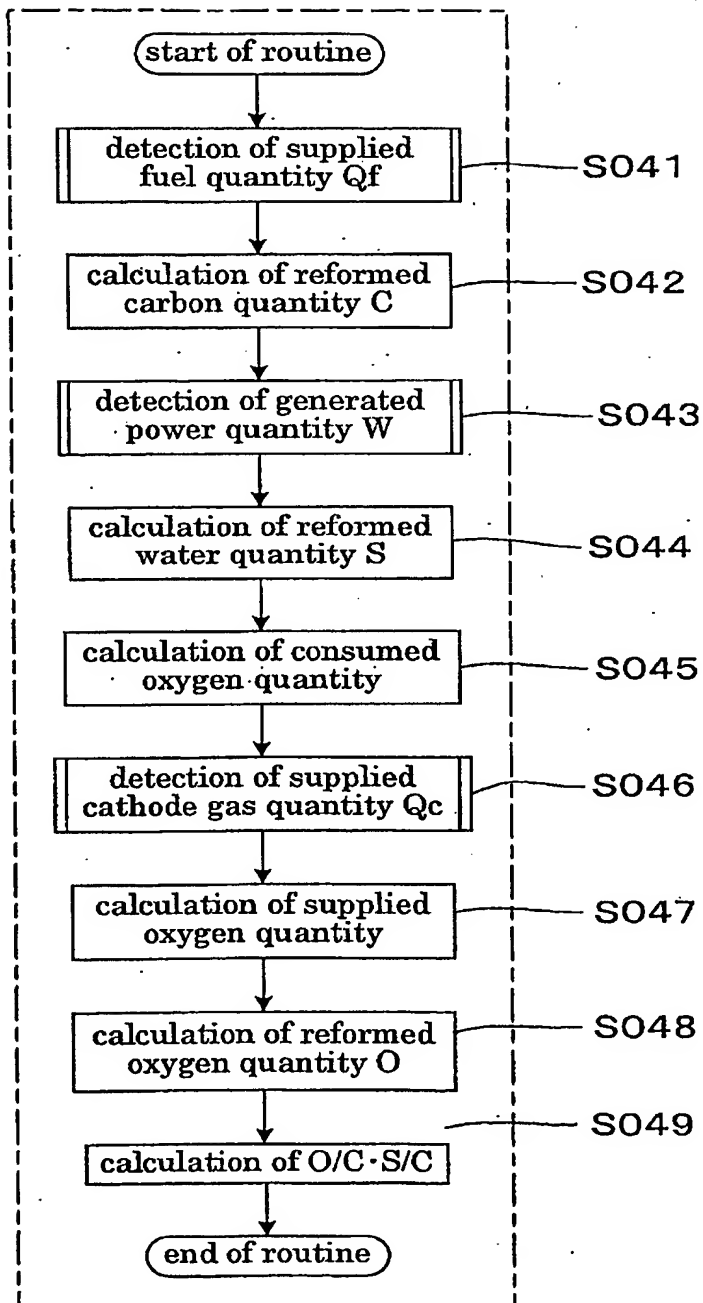 start of routine
detection of supplied
fuel quantity Qf
S041
calculation of reformed
carbon quantity C
S042
detection of generated
power quantity W
S043
calculation of reformed
water quantity S
S044
calculation of consumed
oxygen quantity
S045
detection of supplied
cathode gas quantity Qc
S046
calculation of supplied
oxygen quantity
S047
calculation of reformed
oxygen quantity O
S048
calculation of O/C·S/C
S049
end of routine